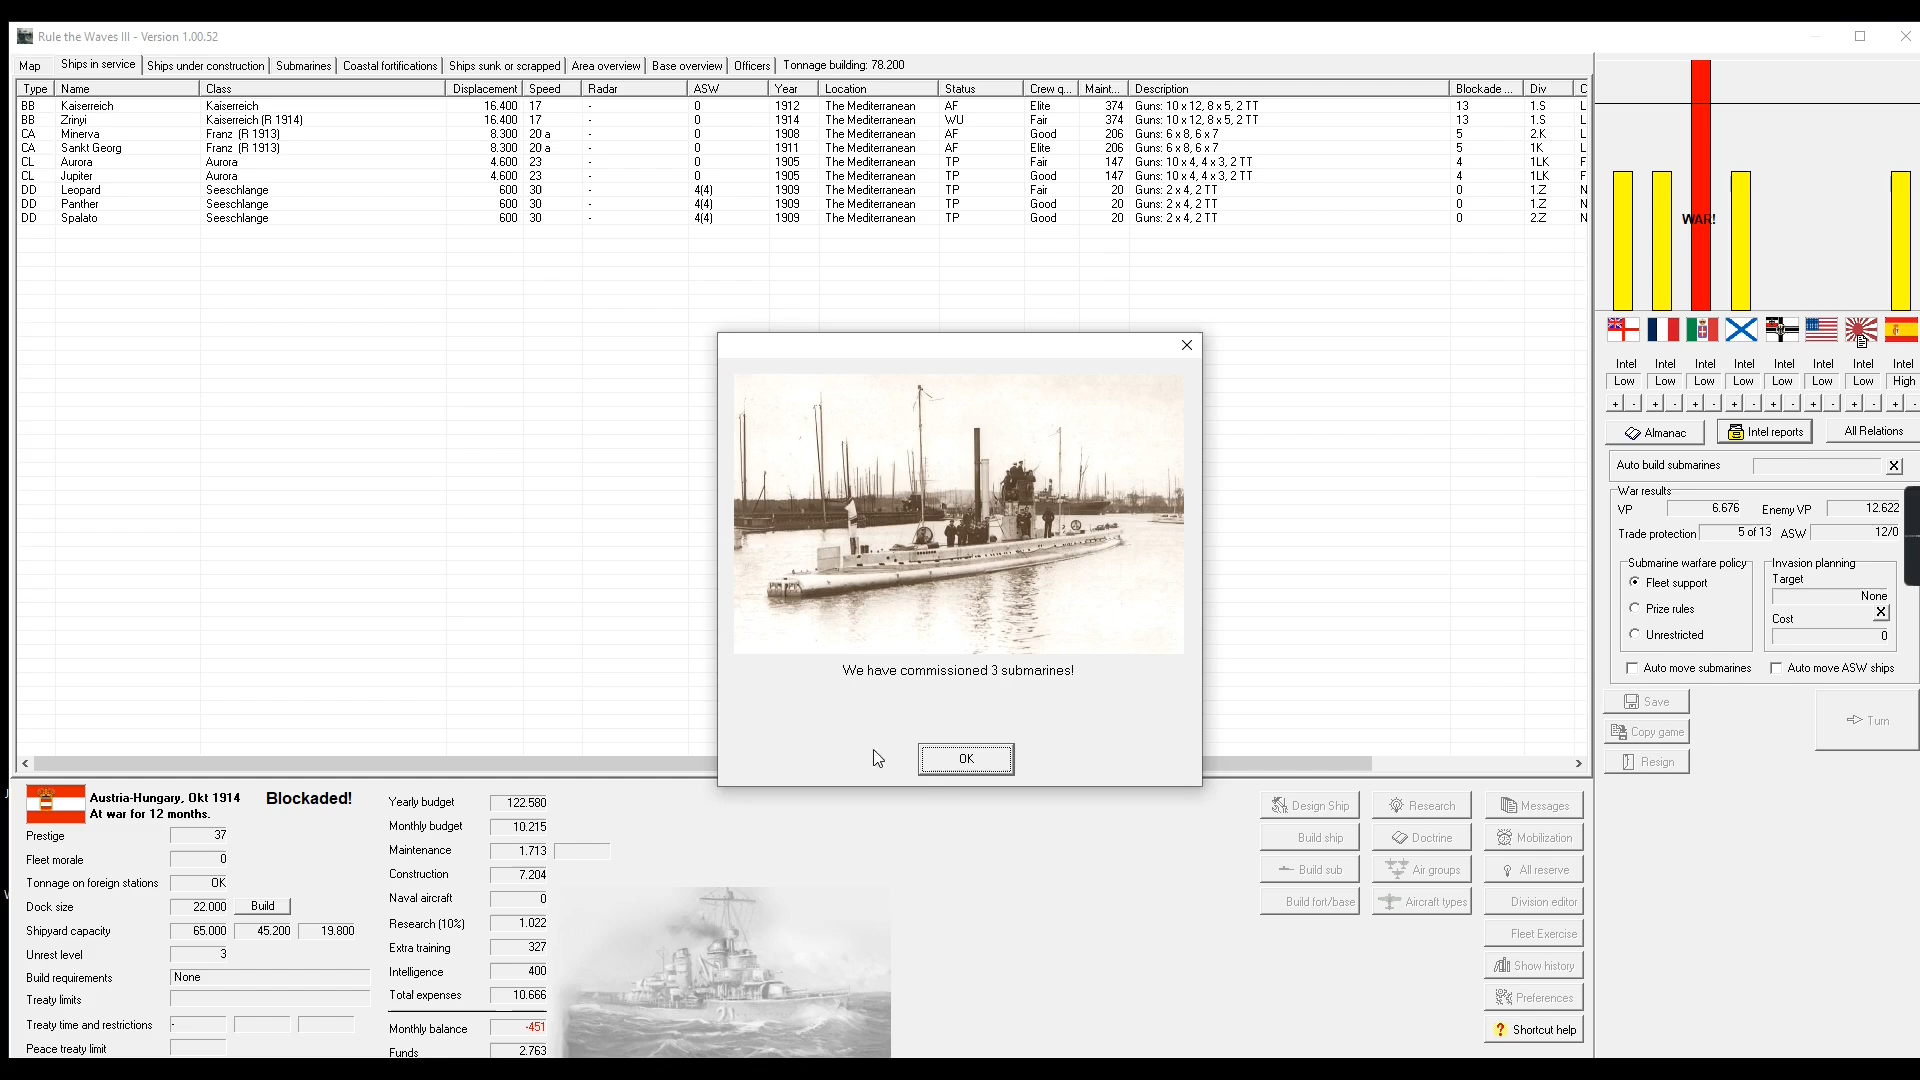 Rule the Waves III - Version 1.00.52
Map Ships in service Ships under construction Submarines Coastal fortifications Ships sunk or scrapped Area overview Base overview Officers Tonnage building: 78.200
Type Name Class Displacement Speed Radar ASW Year Location Status Crew q... Maint... Description Blockade ... Div C
BB Kaiserreich Kaiserreich 16.400 17 - 0 1912 The Mediterranean AF Elite 374 Guns: 10 x 12, 8 x 5, 2 TT 13 1.S L
BB Zrinyi Kaiserreich (R 1914) 16.400 17 - 0 1914 The Mediterranean WU Fair 374 Guns: 10 x 12, 8 x 5, 2 TT 13 1.S L
CA Minerva Franz (R 1913) 8.300 20 a - 0 1908 The Mediterranean AF Good 206 Guns: 6 x 8, 6 x 7 5 2.K L
CA Sankt Georg Franz (R 1913) 8.300 20 a - 0 1911 The Mediterranean AF Elite 206 Guns: 6 x 8, 6 x 7 5 1K L
CL Aurora Aurora 4.600 23 - 0 1905 The Mediterranean TP Fair 147 Guns: 10 x 4, 4 x 3, 2 TT 4 1LK F
CL Jupiter Aurora 4.600 23 - 0 1905 The Mediterranean TP Good 147 Guns: 10 x 4, 4 x 3, 2 TT 4 1LK F
DD Leopard Seeschlange 600 30 - 4(4) 1909 The Mediterranean TP Fair 20 Guns: 2 x 4, 2 TT 0 1.Z N
DD Panther Seeschlange 600 30 - 4(4) 1909 The Mediterranean TP Good 20 Guns: 2 x 4, 2 TT 0 1.Z N
DD Spalato Seeschlange 600 30 - 4(4) 1909 The Mediterranean TP Good 20 Guns: 2 x 4, 2 TT 0 2.Z N
WAR!
Intel Intel Intel Intel Intel Intel Intel Intel
Low Low Low Low Low Low Low High
+ - + - + - + - + - + - + - + -
Almanac Intel reports All Relations
Auto build submarines X
War results
VP 6.676 Enemy VP 12.622
Trade protection 5 of 13 ASW 12/0
Submarine warfare policy
Fleet support
Prize rules
Unrestricted
Invasion planning
Target
None
Cost X
0
Auto move submarines Auto move ASW ships
Save
Copy game
Resign
Turn
We have commissioned 3 submarines!
OK
Austria-Hungary, Okt 1914 Blockaded!
At war for 12 months.
Prestige 37
Fleet morale 0
Tonnage on foreign stations OK
Dock size 22.000 Build
Shipyard capacity 65.000 45.200 19.800
Unrest level 3
Build requirements None
Treaty limits
Treaty time and restrictions -
Peace treaty limit
Yearly budget 122.580
Monthly budget 10.215
Maintenance 1.713
Construction 7.204
Naval aircraft 0
Research (10%) 1.022
Extra training 327
Intelligence 400
Total expenses 10.666
Monthly balance -451
Funds 2.763
Design Ship Research Messages
Build ship Doctrine Mobilization
Build sub Air groups All reserve
Build fort/base Aircraft types Division editor
Fleet Exercise
Show history
Preferences
? Shortcut help